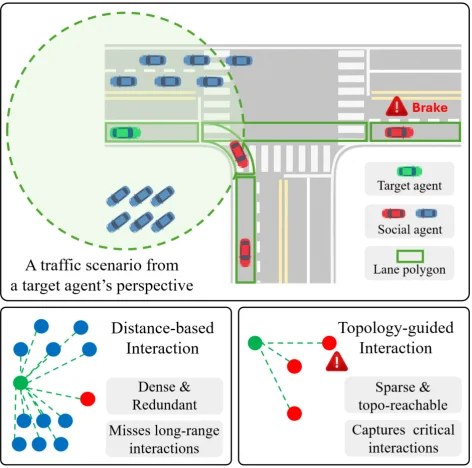 Brake
Target agent
Social agent
Lane polygon
A traffic scenario from
a target agent's perspective
Distance-based
Interaction
Dense &
Redundant
Misses long-range
interactions
Topology-guided
Interaction
Sparse &
topo-reachable
Captures critical
interactions